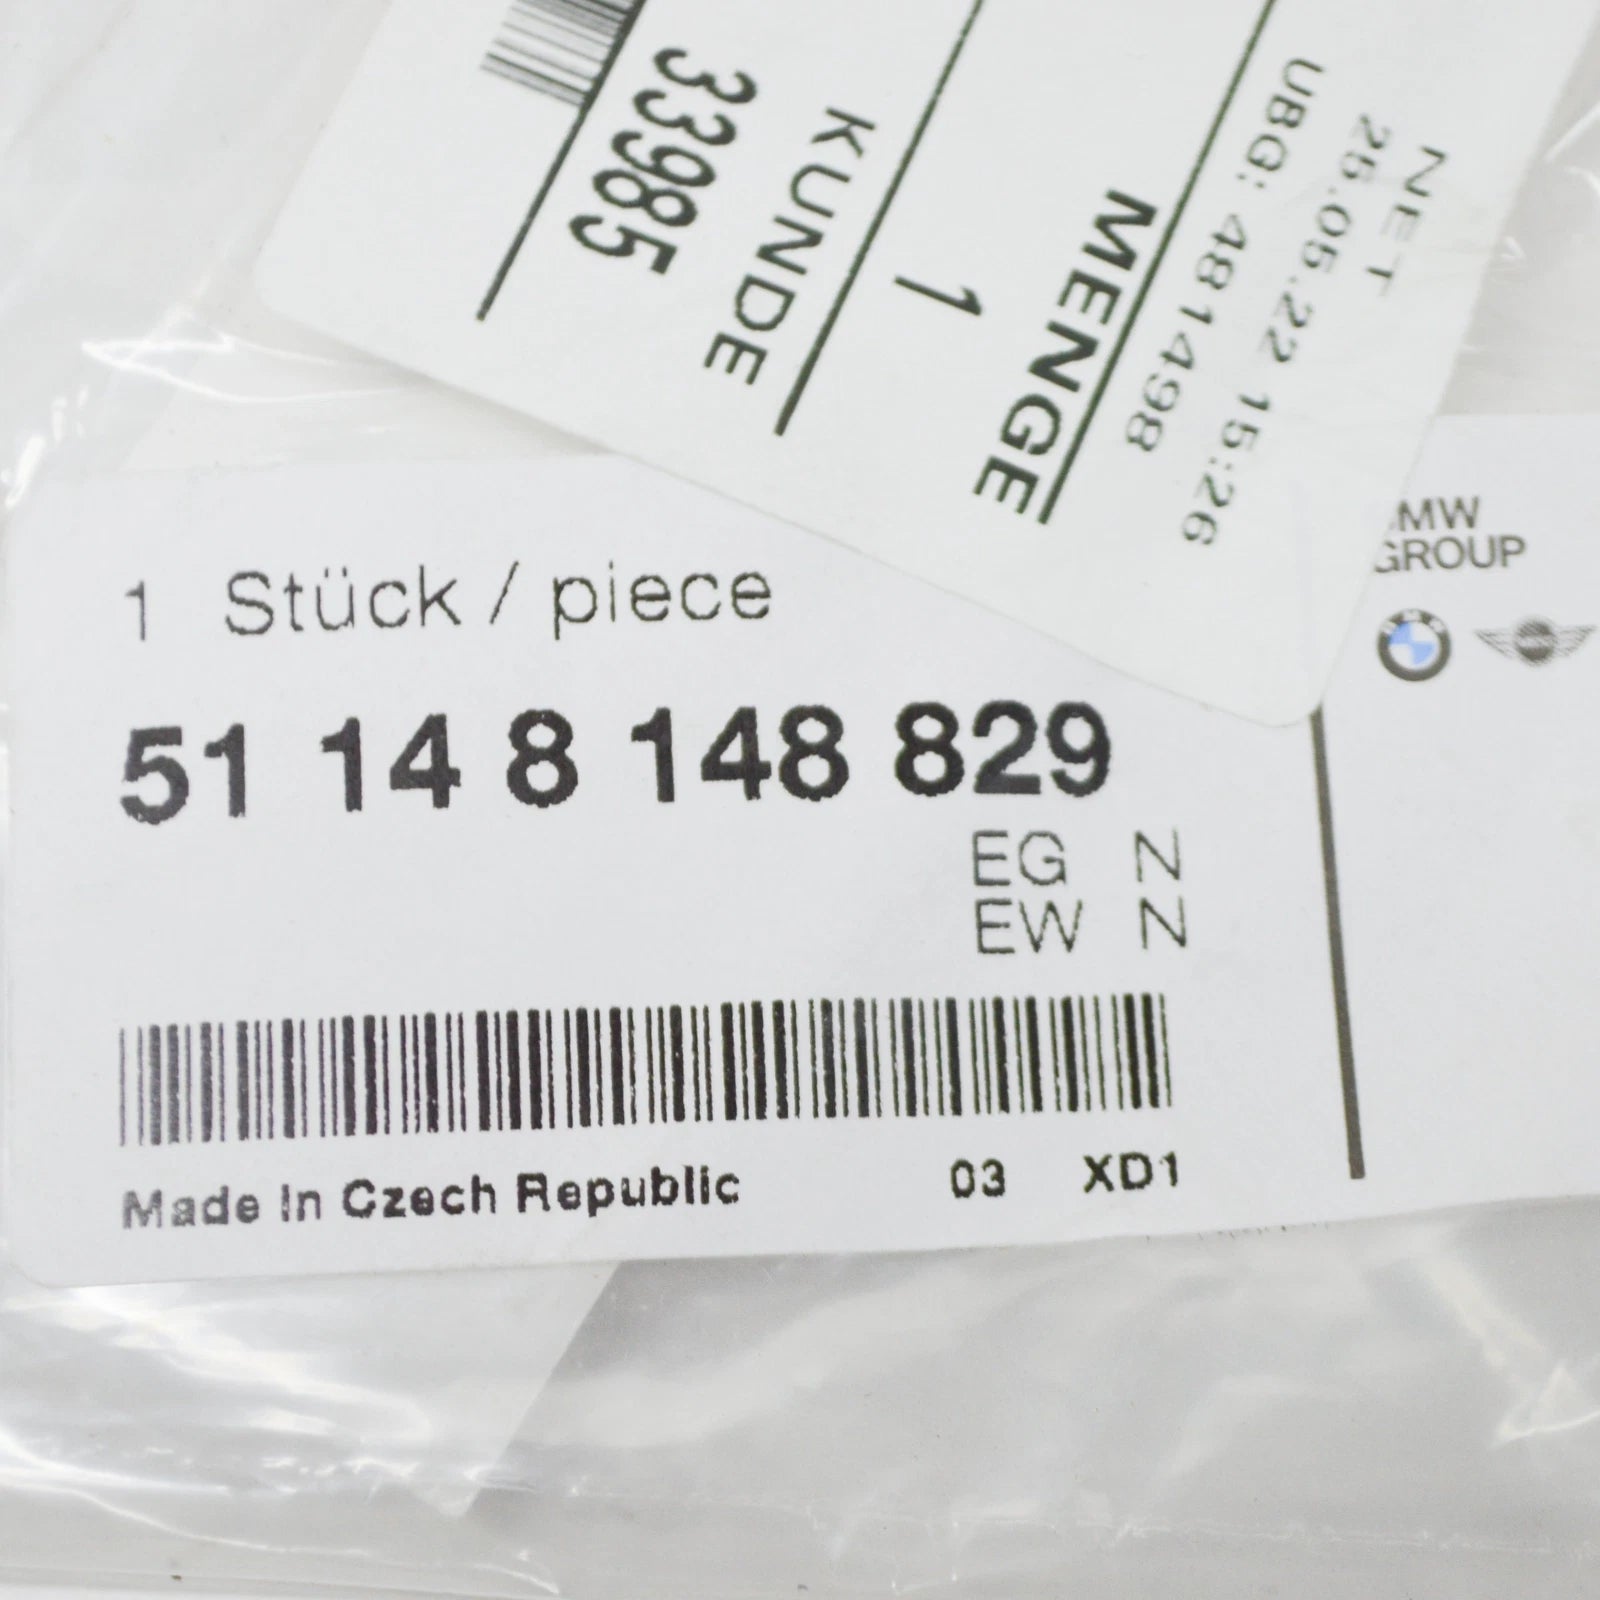 33985
KUNDE
1
MENGE
UBG: 4814498
25.05.22 15:26
NET
MW
GROUP
1 Stück / piece
51 14 8 148 829
EG N
EW N
Made In Czech Republic 03 XD1